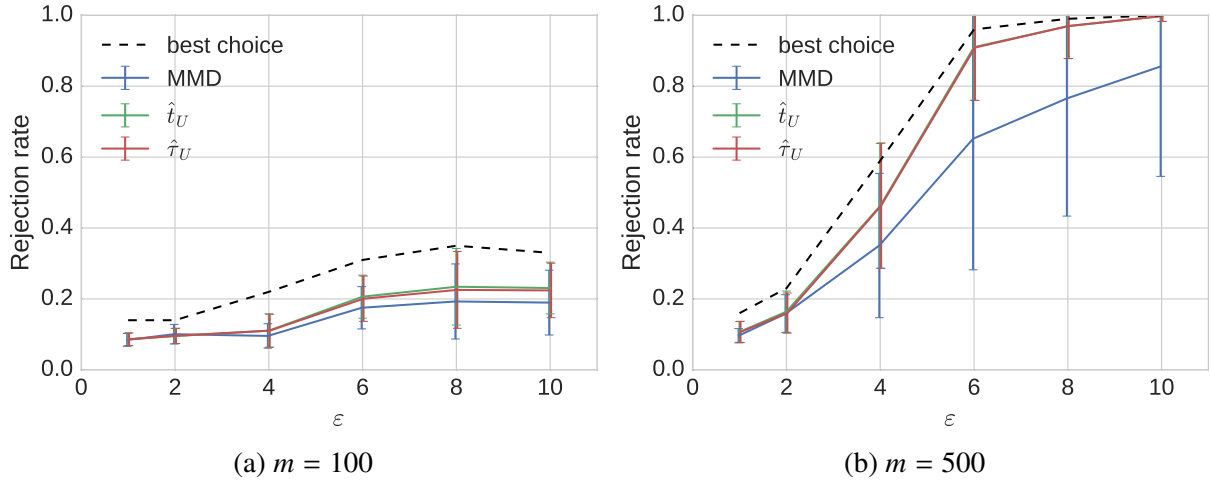 1.0
0.8
0.6
0.4
0.2
0.0
Rejection rate
best choice
MMD
t̂_U
τ̂_U
0 2 4 6 8 10
ε
(a) m = 100
1.0
0.8
0.6
0.4
0.2
0.0
Rejection rate
best choice
MMD
t̂_U
τ̂_U
0 2 4 6 8 10
ε
(b) m = 500